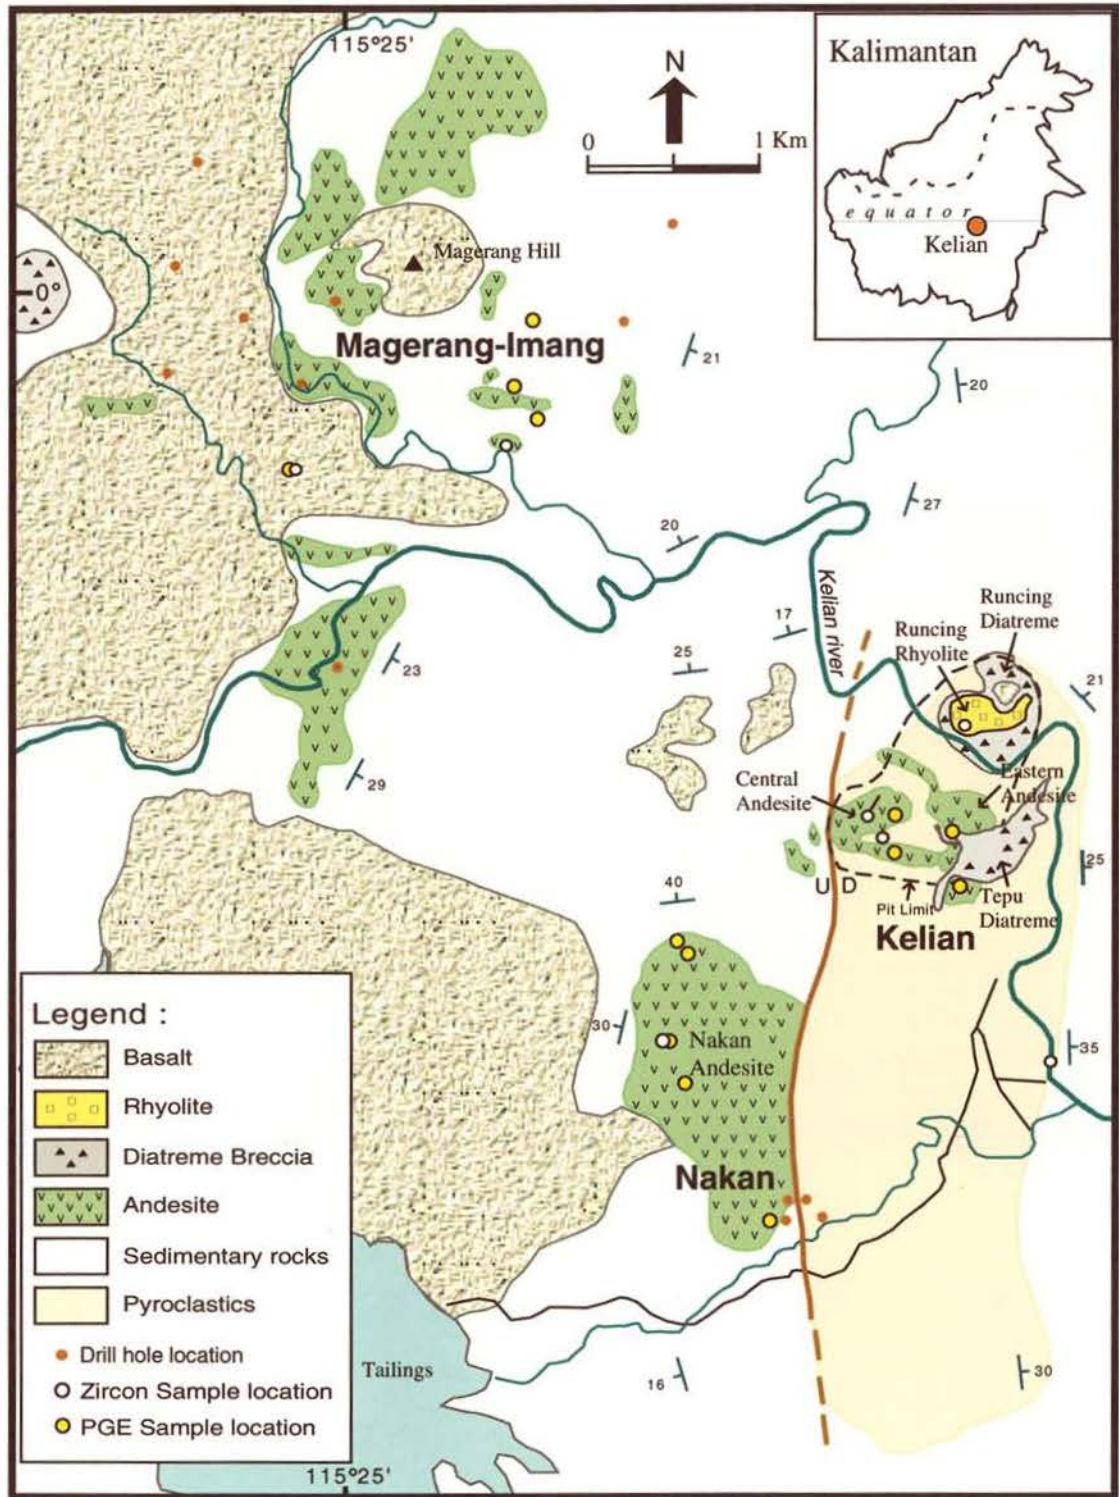 115°25'
N
0
1 Km
Kalimantan
equator
Kelian
Magerang Hill
0°
Magerang-Imang
21
20
27
20
Kelian river
17
Runcing
Diatreme
Runcing
Rhyolite
25
23
21
29
Central
Andesite
Eastern
Andesite
25
U D
40
Pit Limit
Tepu
Diatreme
Kelian
30
Nakan
Andesite
35
Nakan
Legend :
Basalt
Rhyolite
Diatreme Breccia
Andesite
Sedimentary rocks
Pyroclastics
Drill hole location
Zircon Sample location
PGE Sample location
Tailings
16
30
115°25'